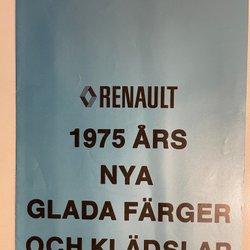 RENAULT
1975 ÅRS
NYA
GLADA FÄRGER
OCH KLÄDSLAR